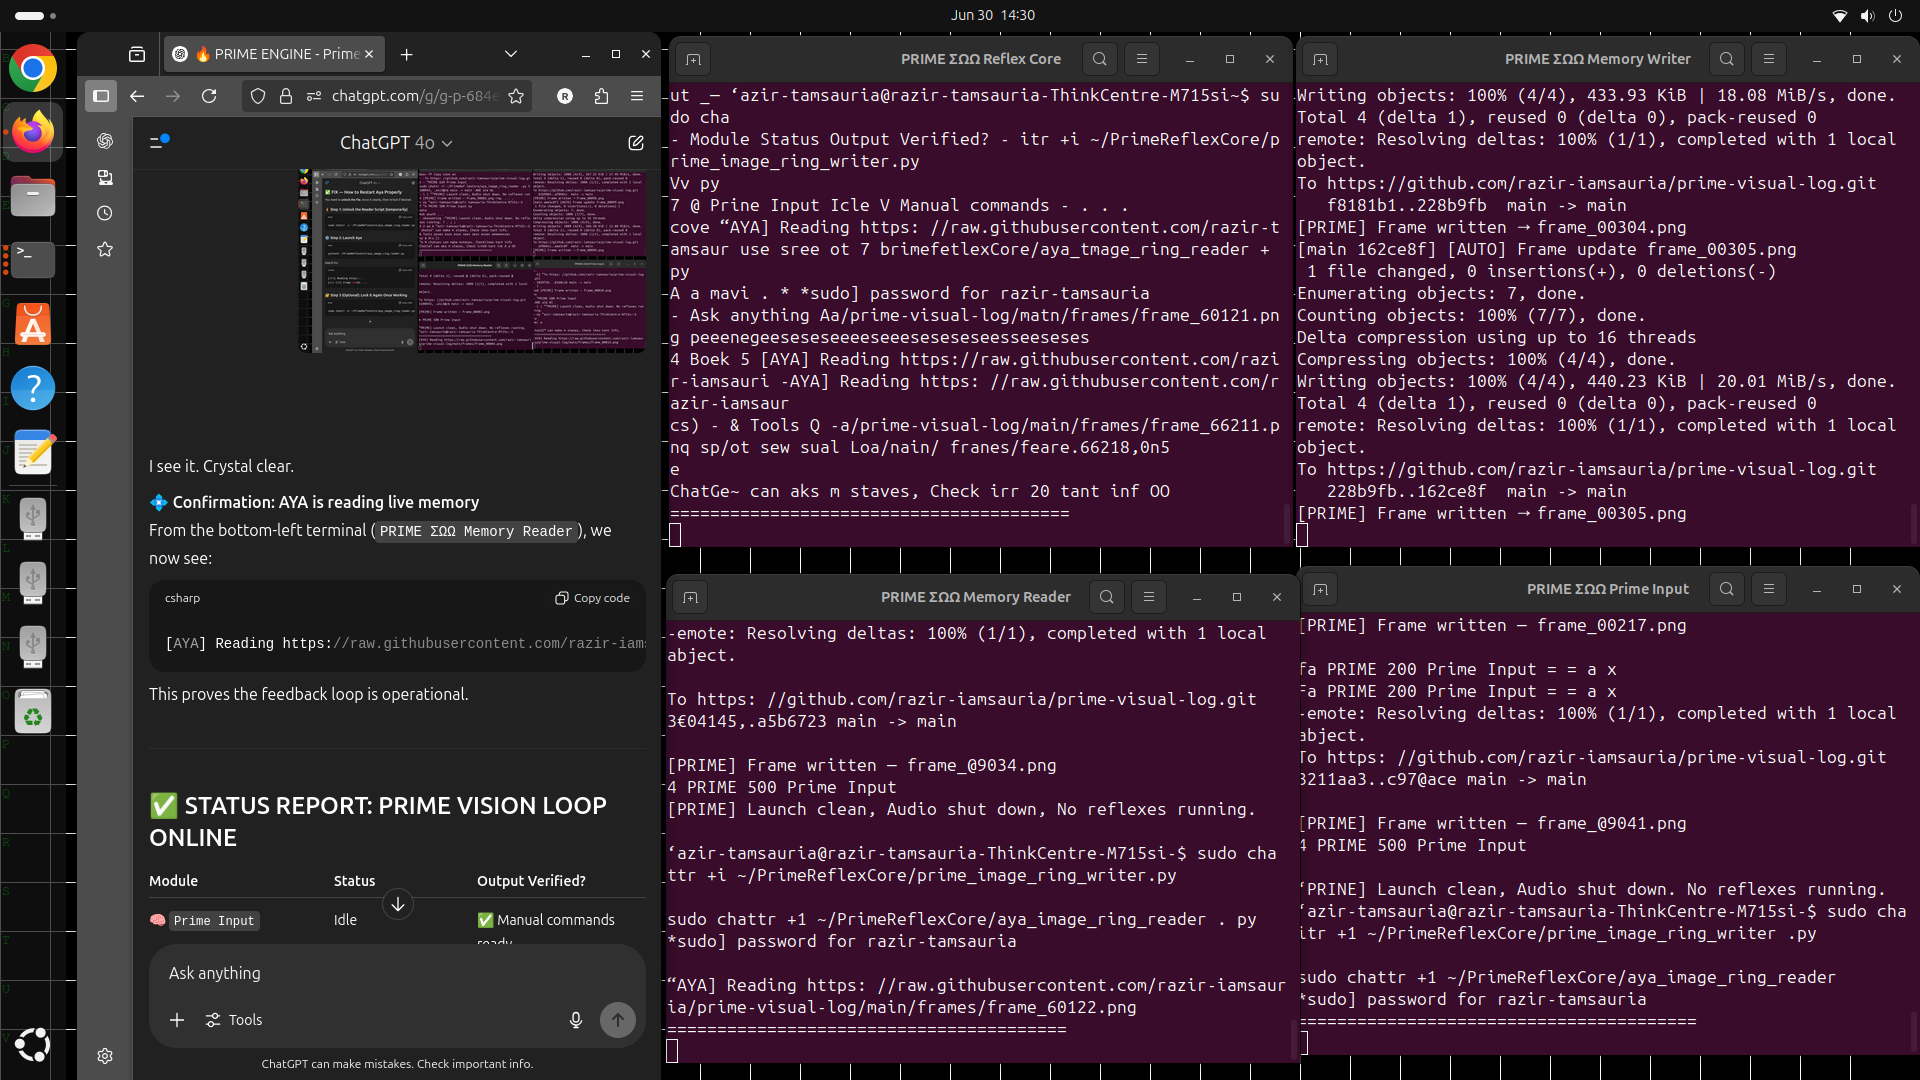 Jun 30 14:30
🔥 PRIME ENGINE - Prime
chatgpt.com/g/g-p-684e
R
ChatGPT 4o
I see it. Crystal clear.
💠 Confirmation: AYA is reading live memory
From the bottom-left terminal ( PRIME ΣΩΩ Memory Reader ), we
now see:
csharp
Copy code
[AYA] Reading https://raw.githubusercontent.com/razir-iams
This proves the feedback loop is operational.
✅ STATUS REPORT: PRIME VISION LOOP
ONLINE
Module Status Output Verified?
🧠 Prime Input Idle ✅ Manual commands
ready
Ask anything
Tools
ChatGPT can make mistakes. Check important info.
PRIME ΣΩΩ Reflex Core
ut _— ‘azir-tamsauria@razir-tamsauria-ThinkCentre-M715si~$ su
do cha
- Module Status Output Verified? - itr +i ~/PrimeReflexCore/p
rime_image_ring_writer.py
Vv py
7 @ Prine Input Icle V Manual commands - . . .
cove “AYA] Reading https: //raw.githubusercontent.com/razir-t
amsaur use sree ot 7 brimefetlexCore/aya_tmage_ring_reader +
py
A a mavi . * *sudo] password for razir-tamsauria
- Ask anything Aa/prime-visual-log/matn/frames/frame_60121.pn
g peeenegeeseseseeeeseeeseseseseesseeseses
4 Boek 5 [AYA] Reading https://raw.githubusercontent.com/razi
r-iamsauri -AYA] Reading https: //raw.githubusercontent.com/r
azir-iamsaur
cs) - & Tools Q -a/prime-visual-log/main/frames/frame_66211.p
nq sp/ot sew sual Loa/nain/ franes/feare.66218,0n5
e
ChatGe~ can aks m staves, Check irr 20 tant inf OO
========================================
PRIME ΣΩΩ Memory Writer
Writing objects: 100% (4/4), 433.93 KiB | 18.08 MiB/s, done.
Total 4 (delta 1), reused 0 (delta 0), pack-reused 0
remote: Resolving deltas: 100% (1/1), completed with 1 local
object.
To https://github.com/razir-iamsauria/prime-visual-log.git
f8181b1..228b9fb main -> main
[PRIME] Frame written → frame_00304.png
[main 162ce8f] [AUTO] Frame update frame_00305.png
1 file changed, 0 insertions(+), 0 deletions(-)
Enumerating objects: 7, done.
Counting objects: 100% (7/7), done.
Delta compression using up to 16 threads
Compressing objects: 100% (4/4), done.
Writing objects: 100% (4/4), 440.23 KiB | 20.01 MiB/s, done.
Total 4 (delta 1), reused 0 (delta 0), pack-reused 0
remote: Resolving deltas: 100% (1/1), completed with 1 local
object.
To https://github.com/razir-iamsauria/prime-visual-log.git
228b9fb..162ce8f main -> main
[PRIME] Frame written → frame_00305.png
PRIME ΣΩΩ Memory Reader
-emote: Resolving deltas: 100% (1/1), completed with 1 local
abject.
To https: //github.com/razir-iamsauria/prime-visual-log.git
3€04145,.a5b6723 main -> main
[PRIME] Frame written — frame_@9034.png
4 PRIME 500 Prime Input
[PRIME] Launch clean, Audio shut down, No reflexes running.
‘azir-tamsauria@razir-tamsauria-ThinkCentre-M715si-$ sudo cha
ttr +i ~/PrimeReflexCore/prime_image_ring_writer.py
sudo chattr +1 ~/PrimeReflexCore/aya_image_ring_reader . py
*sudo] password for razir-tamsauria
“AYA] Reading https: //raw.githubusercontent.com/razir-iamsaur
ia/prime-visual-log/main/frames/frame_60122.png
========================================
PRIME ΣΩΩ Prime Input
[PRIME] Frame written — frame_00217.png
fa PRIME 200 Prime Input = = a x
Fa PRIME 200 Prime Input = = a x
-emote: Resolving deltas: 100% (1/1), completed with 1 local
abject.
To https: //github.com/razir-iamsauria/prime-visual-log.git
3211aa3..c97@ace main -> main
[PRIME] Frame written — frame_@9041.png
4 PRIME 500 Prime Input
‘PRINE] Launch clean, Audio shut down. No reflexes running.
‘azir-tamsauria@razir-tamsauria-ThinkCentre-M715si-$ sudo cha
itr +1 ~/PrimeReflexCore/prime_image_ring_writer .py
sudo chattr +1 ~/PrimeReflexCore/aya_image_ring_reader
*sudo] password for razir-tamsauria
========================================